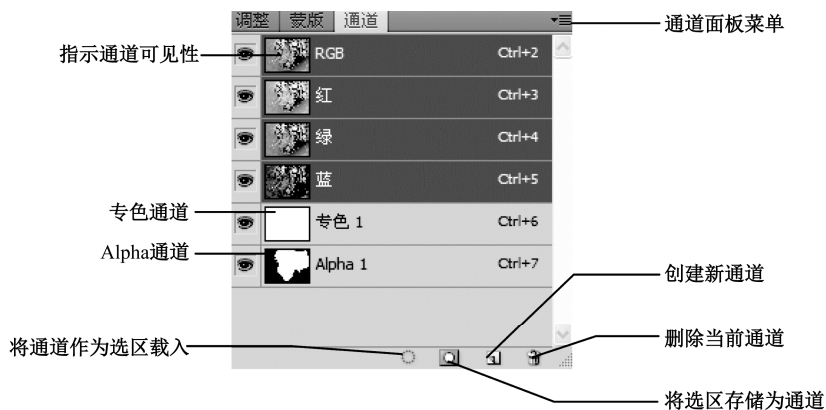 调整 蒙版 通道
通道面板菜单
指示通道可见性
RGB Ctrl+2
红 Ctrl+3
绿 Ctrl+4
蓝 Ctrl+5
专色通道
专色 1 Ctrl+6
Alpha通道
Alpha 1 Ctrl+7
创建新通道
删除当前通道
将通道作为选区载入
将选区存储为通道